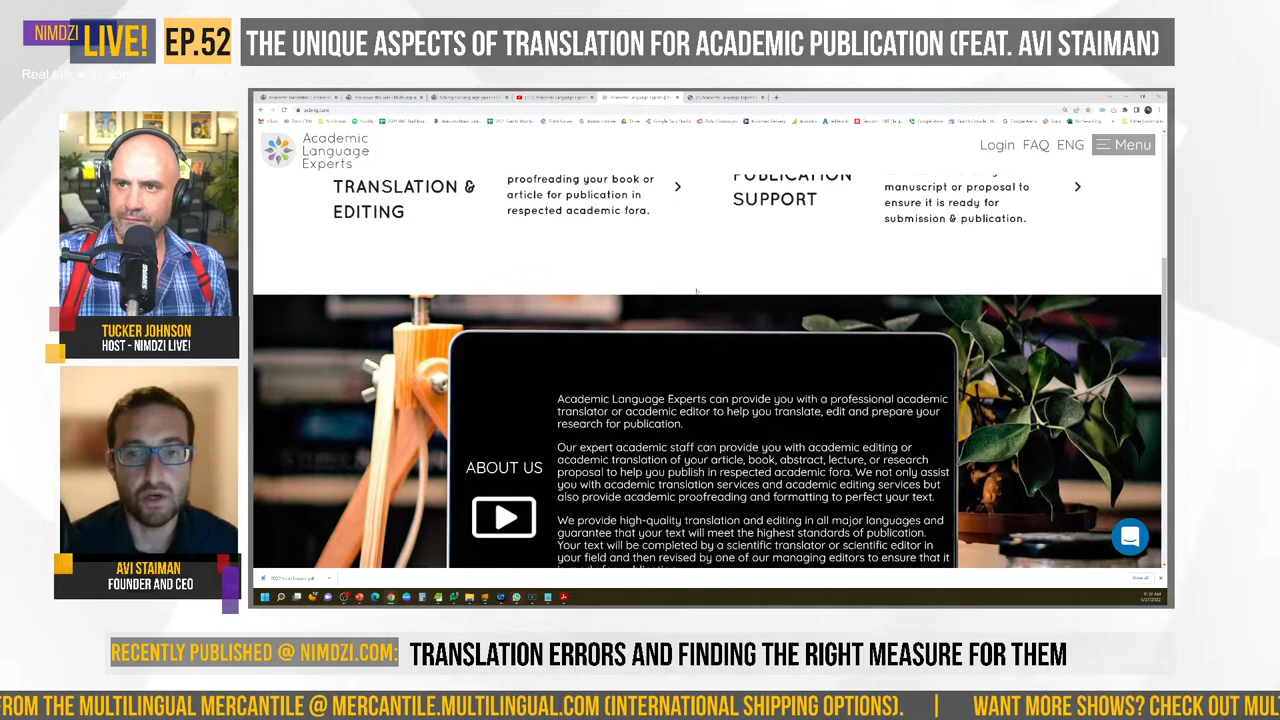 NIMDZI LIVE!
EP.52
THE UNIQUE ASPECTS OF TRANSLATION FOR ACADEMIC PUBLICATION (FEAT. AVI STAIMAN)
Real talk with glob
Academic
Language
Experts
Login FAQ ENG Menu
TRANSLATION &
EDITING
proofreading your book or
article for publication in
respected academic fora.
PUBLICATION
SUPPORT
manuscript or proposal to
ensure it is ready for
submission & publication.
TUCKER JOHNSON
HOST - NIMDZI LIVE!
ABOUT US
Academic Language Experts can provide you with a professional academic
translator or academic editor to help you translate, edit and prepare your
research for publication.
Our expert academic staff can provide you with academic editing or
academic translation of your article, book, abstract, lecture, or research
proposal to help you publish in respected academic fora. We not only assist
you with academic translation services and academic editing services but
also provide academic proofreading and formatting to perfect your text.
We provide high-quality translation and editing in all major languages and
guarantee that your text will meet the highest standards of publication.
Your text will be completed by a scientific translator or scientific editor in
your field and then revised by one of our managing editors to ensure that it
AVI STAIMAN
FOUNDER AND CEO
Show all
RECENTLY PUBLISHED @ NIMDZI.COM:
TRANSLATION ERRORS AND FINDING THE RIGHT MEASURE FOR THEM
FROM THE MULTILINGUAL MERCANTILE @ MERCANTILE.MULTILINGUAL.COM (INTERNATIONAL SHIPPING OPTIONS). | WANT MORE SHOWS? CHECK OUT MUL